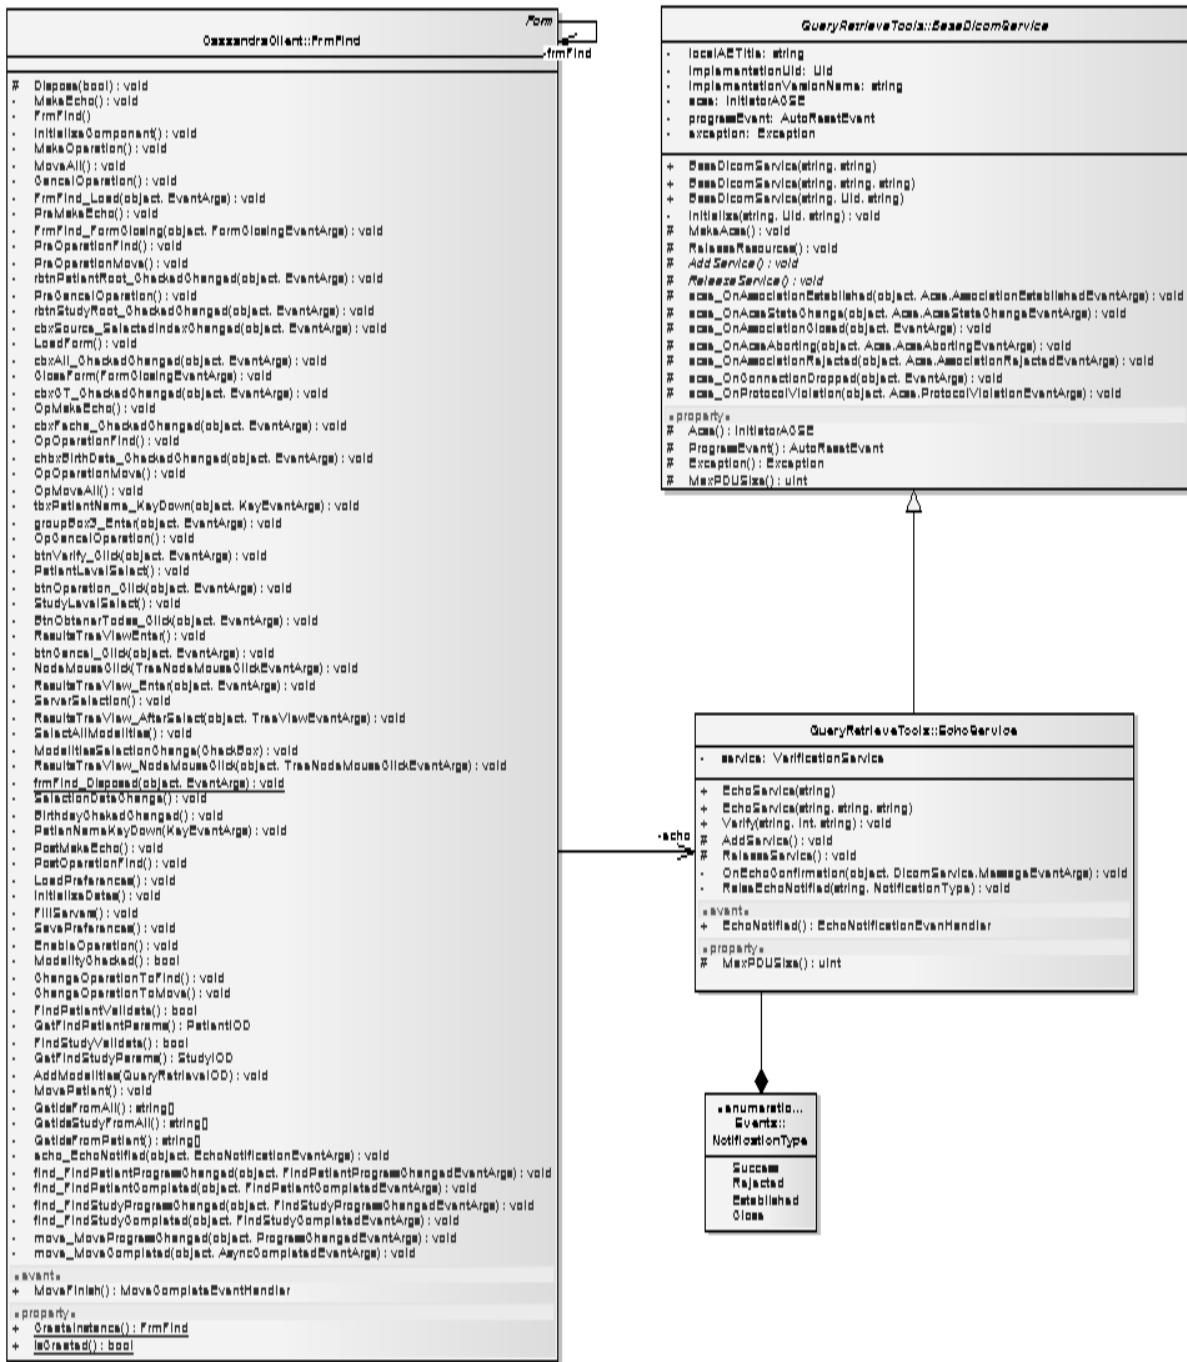 Form
CassandraClient::FrmFind
-frmFind
# Dispose(bool) : void
- MakeEcho() : void
- FrmFind()
- InitializeComponent() : void
- MakeOperation() : void
- MoveAll() : void
- CancelOperation() : void
- FrmFind_Load(object, EventArgs) : void
- PreMakeEcho() : void
- FrmFind_FormClosing(object, FormClosingEventArgs) : void
- PreOperationFind() : void
- PreOperationMove() : void
- rbtnPatientRoot_CheckedChanged(object, EventArgs) : void
- PreCancelOperation() : void
- rbtnStudyRoot_CheckedChanged(object, EventArgs) : void
- cbxSource_SelectedIndexChanged(object, EventArgs) : void
- LoadForm() : void
- cbxAll_CheckedChanged(object, EventArgs) : void
- CloseForm(FormClosingEventArgs) : void
- cbxCT_CheckedChanged(object, EventArgs) : void
- OpMakeEcho() : void
- cbxFecha_CheckedChanged(object, EventArgs) : void
- OpOperationFind() : void
- chbxBirthDate_CheckedChanged(object, EventArgs) : void
- OpOperationMove() : void
- OpMoveAll() : void
- tbxPatientName_KeyDown(object, KeyEventArgs) : void
- groupBox3_Enter(object, EventArgs) : void
- OpCancelOperation() : void
- btnVerify_Click(object, EventArgs) : void
- PatientLevelSelect() : void
- btnOperation_Click(object, EventArgs) : void
- StudyLevelSelect() : void
- BtnObtenerTodos_Click(object, EventArgs) : void
- ResultsTreeViewEnter() : void
- btnCancel_Click(object, EventArgs) : void
- NodeMouseClick(TreeNodeMouseClickEventArgs) : void
- ResultsTreeView_Enter(object, EventArgs) : void
- ServerSelection() : void
- ResultsTreeView_AfterSelect(object, TreeViewEventArgs) : void
- SelectAllModalities() : void
- ModalitiesSelectionChange(CheckBox) : void
- ResultsTreeView_NodeMouseClick(object, TreeNodeMouseClickEventArgs) : void
- frmFind_Disposed(object, EventArgs) : void
- SelectionDateChange() : void
- BirthdayChekedChanged() : void
- PatienNameKeyDown(KeyEventArgs) : void
- PostMakeEcho() : void
- PostOperationFind() : void
- LoadPreferences() : void
- InitializeDates() : void
- FillServers() : void
- SavePreferences() : void
- EnableOperation() : void
- ModalityChecked() : bool
- ChangeOperationToFind() : void
- ChangeOperationToMove() : void
- FindPatientValidate() : bool
- GetFindPatientParams() : PatientIOD
- FindStudyValidate() : bool
- GetFindStudyParams() : StudyIOD
- AddModalities(QueryRetrieveIOD) : void
- MovePatient() : void
- GetIdsFromAll() : string[]
- GetIdsStudyFromAll() : string[]
- GetIdsFromPatient() : string[]
- echo_EchoNotified(object, EchoNotificationEventArgs) : void
- find_FindPatientProgressChanged(object, FindPatientProgressChangedEventArgs) : void
- find_FindPatientCompleted(object, FindPatientCompletedEventArgs) : void
- find_FindStudyProgressChanged(object, FindStudyProgressChangedEventArgs) : void
- find_FindStudyCompleted(object, FindStudyCompletedEventArgs) : void
- move_MoveProgressChanged(object, ProgressChangedEventArgs) : void
- move_MoveCompleted(object, AsyncCompletedEventArgs) : void
«event»
+ MoveFinish() : MoveCompleteEventHandler
«property»
+ CreateInstance() : FrmFind
+ IsCreated() : bool
QueryRetrieveTools::BaseDicomService
- localAETitle: string
- implementationUid: Uid
- implementationVersionName: string
- acse: InitiatorACSE
- progressEvent: AutoResetEvent
- exception: Exception
+ BaseDicomService(string, string)
+ BaseDicomService(string, string, string)
+ BaseDicomService(string, Uid, string)
- Initialize(string, Uid, string) : void
# MakeAcse() : void
# ReleaseResources() : void
# AddService() : void
# ReleaseService() : void
# acse_OnAssociationEstablished(object, Acse.AssociationEstablishedEventArgs) : void
# acse_OnAcseStateChange(object, Acse.AcseStateChangeEventArgs) : void
# acse_OnAssociationClosed(object, EventArgs) : void
# acse_OnAcseAborting(object, Acse.AcseAbortingEventArgs) : void
# acse_OnAssociationRejected(object, Acse.AssociationRejectedEventArgs) : void
# acse_OnConnectionDropped(object, EventArgs) : void
# acse_OnProtocolViolation(object, Acse.ProtocolViolationEventArgs) : void
«property»
# Acse() : InitiatorACSE
# ProgressEvent() : AutoResetEvent
# Exception() : Exception
# MaxPDUSize() : uint
-echo
QueryRetrieveTools::EchoService
- service: VerificationService
+ EchoService(string)
+ EchoService(string, string, string)
+ Verify(string, int, string) : void
# AddService() : void
# ReleaseService() : void
- OnEchoConfirmation(object, DicomService.MessageEventArgs) : void
- RaiseEchoNotified(string, NotificationType) : void
«event»
+ EchoNotified() : EchoNotificationEvenHandler
«property»
# MaxPDUSize() : uint
«enumeratio...
Events::
NotificationType
Success
Rejected
Established
Close